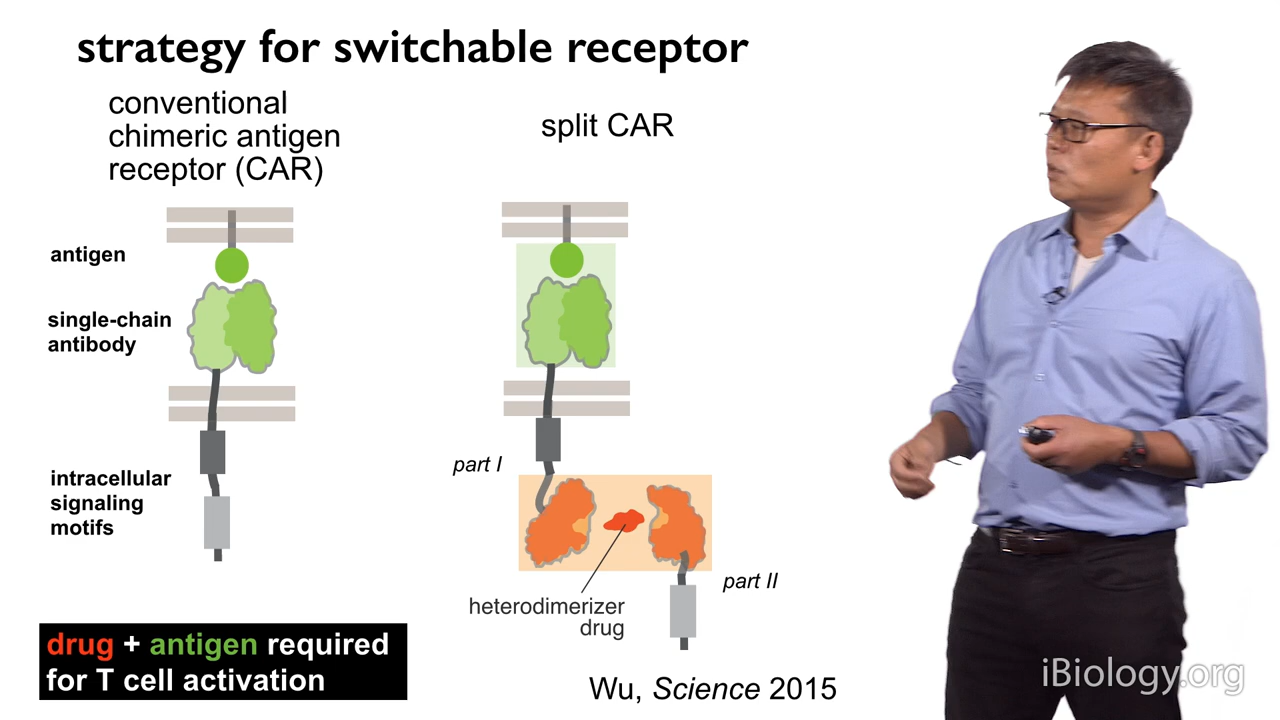 strategy for switchable receptor
conventional
chimeric antigen
receptor (CAR)
split CAR
antigen
single-chain
antibody
intracellular
signaling
motifs
part I
part II
heterodimerizer
drug
drug + antigen required
for T cell activation
Wu, Science 2015
iBiology.org